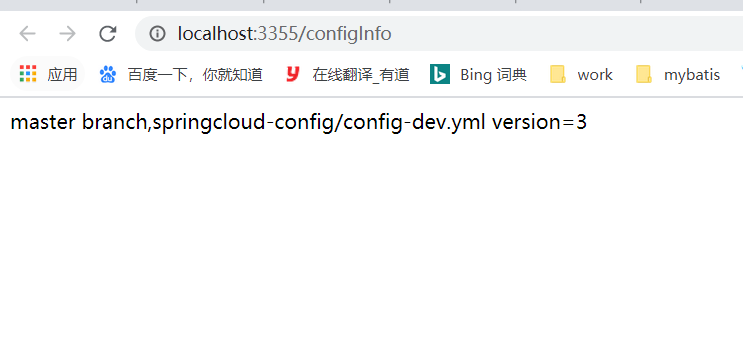 localhost:3355/configInfo
应用 百度一下，你就知道 在线翻译_有道 Bing 词典 work mybatis
master branch,springcloud-config/config-dev.yml version=3